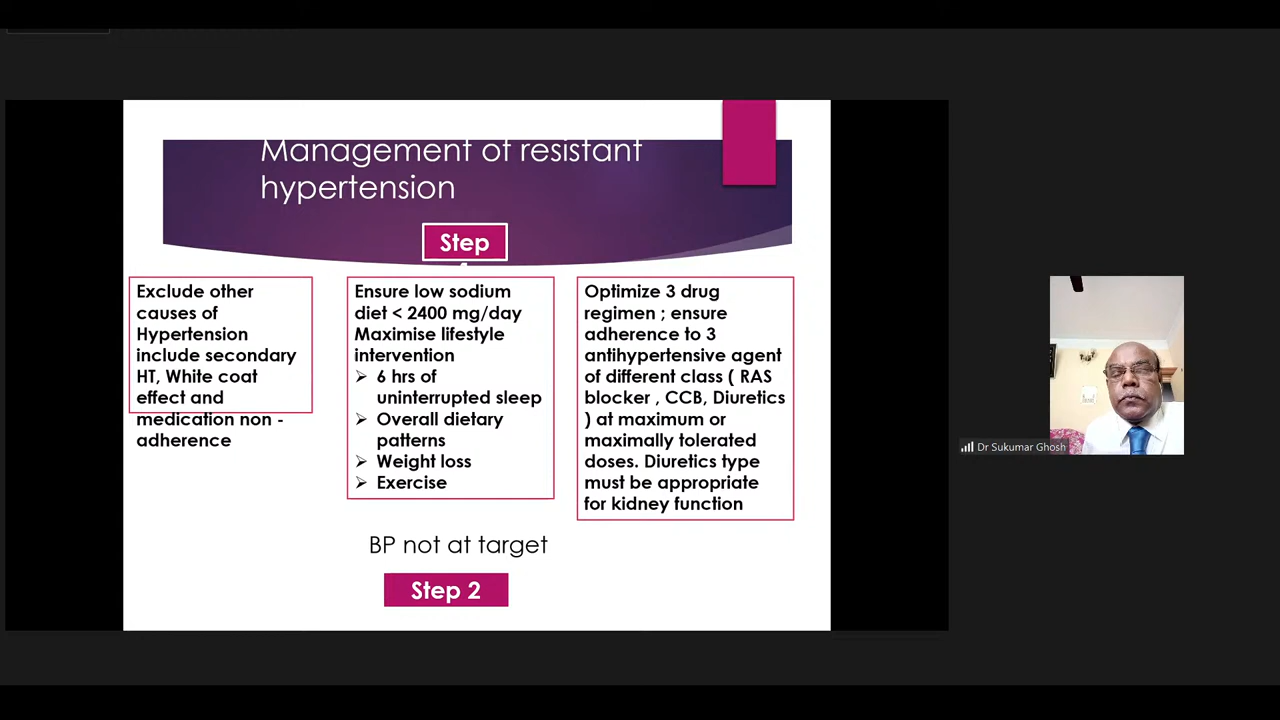 Management of resistant
hypertension
Step
Exclude other
causes of
Hypertension
include secondary
HT, White coat
effect and
medication non -
adherence
Ensure low sodium
diet < 2400 mg/day
Maximise lifestyle
intervention
➢ 6 hrs of
uninterrupted sleep
➢ Overall dietary
patterns
➢ Weight loss
➢ Exercise
Optimize 3 drug
regimen ; ensure
adherence to 3
antihypertensive agent
of different class ( RAS
blocker , CCB, Diuretics
) at maximum or
maximally tolerated
doses. Diuretics type
must be appropriate
for kidney function
BP not at target
Step 2
Dr Sukumar Ghosh